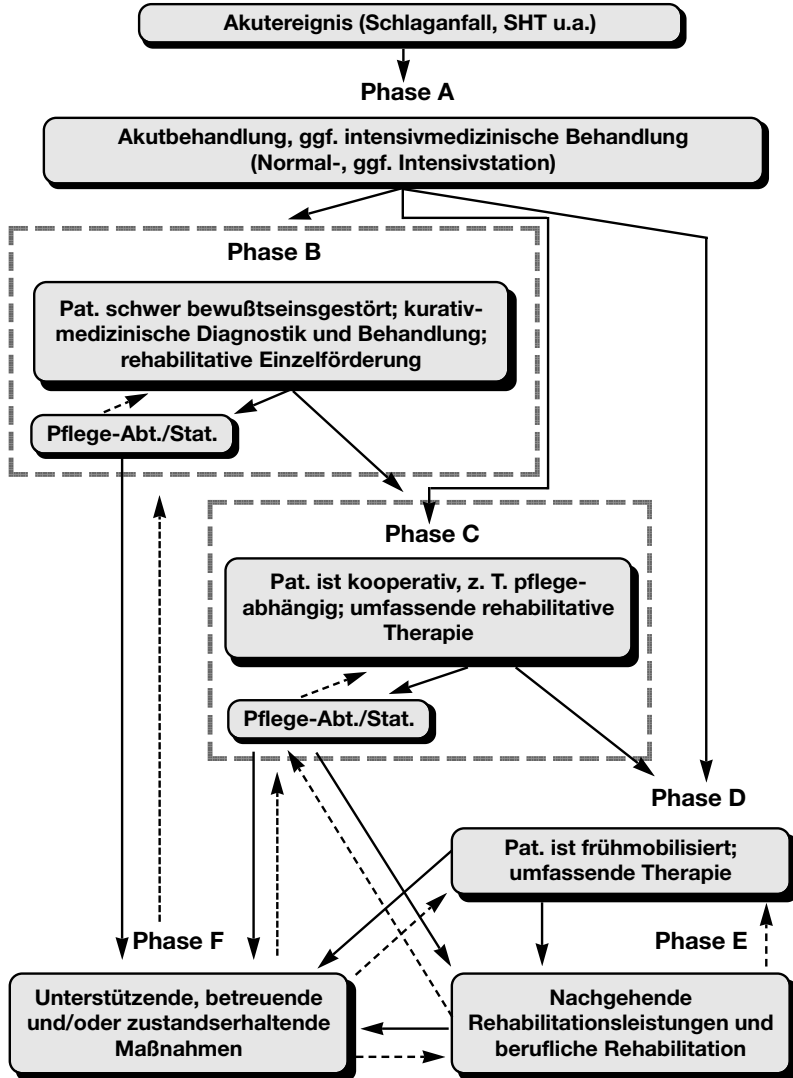 Akutereignis (Schlaganfall, SHT u.a.)
Phase A
Akutbehandlung, ggf. intensivmedizinische Behandlung
(Normal-, ggf. Intensivstation)
Phase B
Pat. schwer bewußtseinsgestört; kurativ-
medizinische Diagnostik und Behandlung;
rehabilitative Einzelförderung
Pflege-Abt./Stat.
Phase C
Pat. ist kooperativ, z. T. pflege-
abhängig; umfassende rehabilitative
Therapie
Pflege-Abt./Stat.
Phase D
Pat. ist frühmobilisiert;
umfassende Therapie
Phase F
Phase E
Unterstützende, betreuende
und/oder zustandserhaltende
Maßnahmen
Nachgehende
Rehabilitationsleistungen und
berufliche Rehabilitation